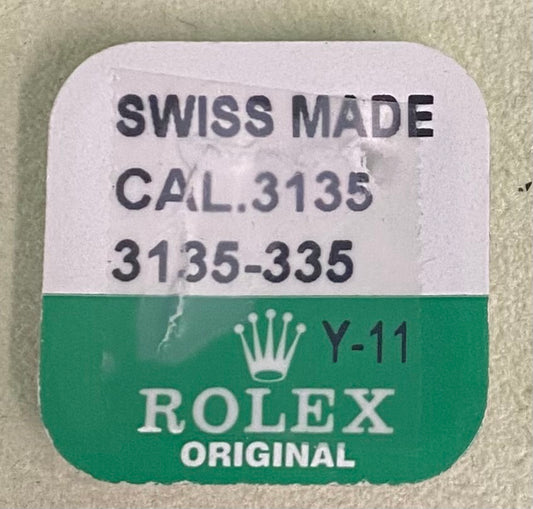 SWISS MADE
CAL.3135
3135-335
Y-11
ROLEX
ORIGINAL